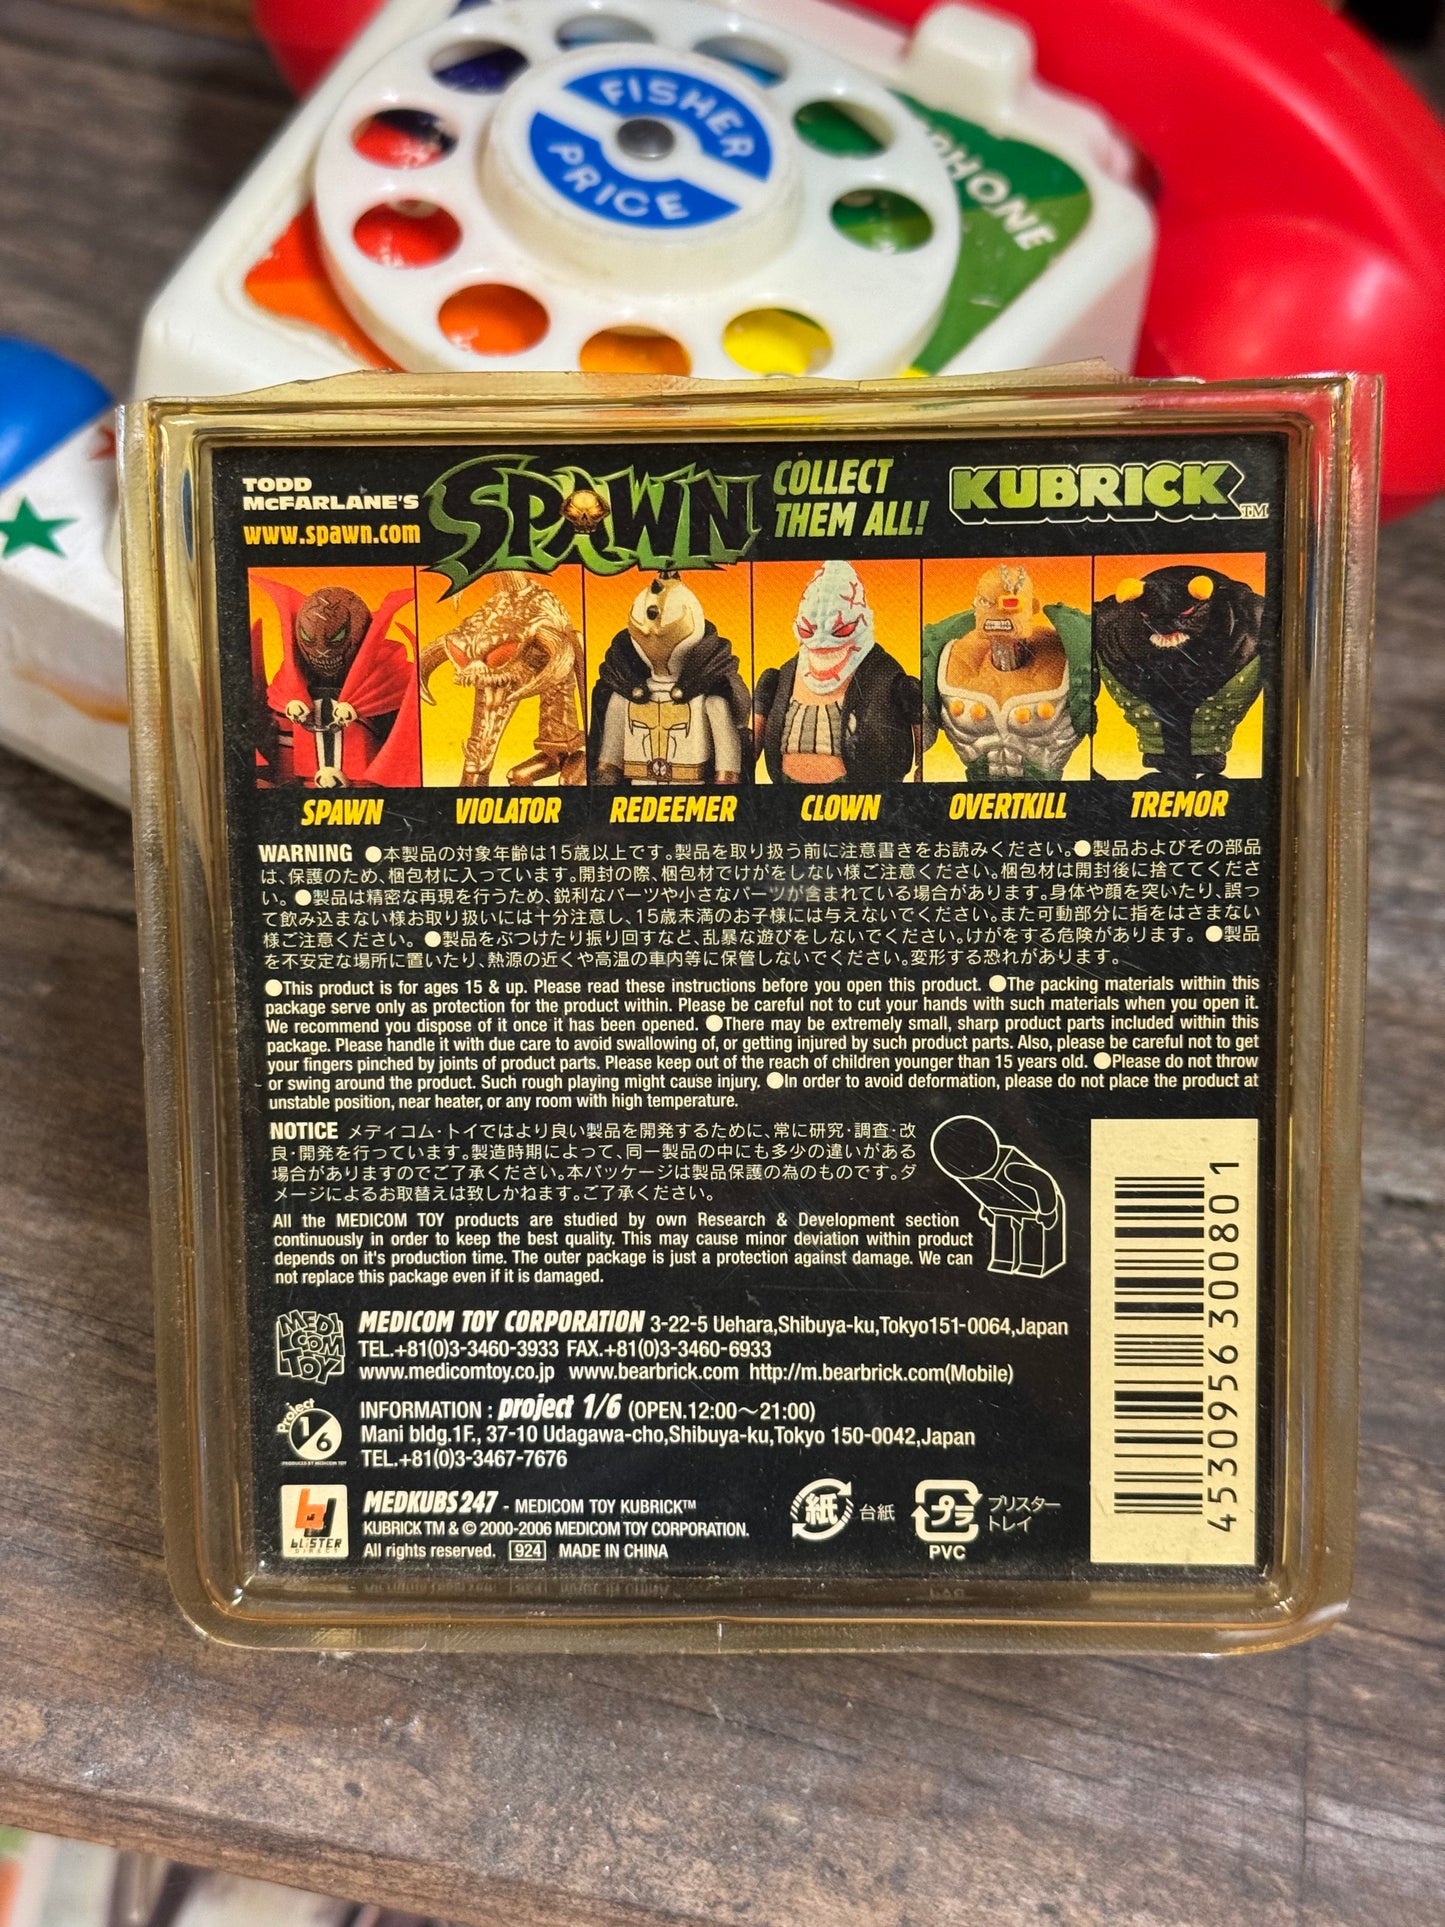 FISHER
PRICE
PHONE
TODD
McFARLANE'S
www.spawn.com
SPAWN
COLLECT
THEM ALL!
KUBRICK TM
SPAWN VIOLATOR REDEEMER CLOWN OVERTKILL TREMOR
WARNING ●本製品の対象年齢は15歳以上です。製品を取り扱う前に注意書きをお読みください。●製品およびその部品
は、保護のため、梱包材に入っています。開封の際、梱包材でけがをしない様ご注意ください。梱包材は開封後に捨ててくださ
い。●製品は精密な再現を行うため、鋭利なパーツや小さなパーツが含まれている場合があります。身体や顔を突いたり、誤っ
て飲み込まない様お取り扱いには十分注意し、15歳未満のお子様には与えないでください。また可動部分に指をはさまない
様ご注意ください。●製品をぶつけたり振り回すなど、乱暴な遊びをしないでください。けがをする危険があります。●製品
を不安定な場所に置いたり、熱源の近くや高温の車内等に保管しないでください。変形する恐れがあります。
●This product is for ages 15 & up. Please read these instructions before you open this product. ●The packing materials within this
package serve only as protection for the product within. Please be careful not to cut your hands with such materials when you open it.
We recommend you dispose of it once it has been opened. ●There may be extremely small, sharp product parts included within this
package. Please handle it with due care to avoid swallowing of, or getting injured by such product parts. Also, please be careful not to get
your fingers pinched by joints of product parts. Please keep out of the reach of children younger than 15 years old. ●Please do not throw
or swing around the product. Such rough playing might cause injury. ●In order to avoid deformation, please do not place the product at
unstable position, near heater, or any room with high temperature.
NOTICE メディコム・トイではより良い製品を開発するために、常に研究・調査・改
良・開発を行っています。製造時期によって、同一製品の中にも多少の違いがある
場合がありますのでご了承ください。本パッケージは製品保護の為のものです。ダ
メージによるお取替えは致しかねます。ご了承ください。
All the MEDICOM TOY products are studied by own Research & Development section
continuously in order to keep the best quality. This may cause minor deviation within product
depends on it's production time. The outer package is just a protection against damage. We can
not replace this package even if it is damaged.
MEDI
COM
TOY
MEDICOM TOY CORPORATION 3-22-5 Uehara,Shibuya-ku,Tokyo151-0064,Japan
TEL.+81(0)3-3460-3933 FAX.+81(0)3-3460-6933
www.medicomtoy.co.jp www.bearbrick.com http://m.bearbrick.com(Mobile)
Project
1/6
PRODUCED BY MEDICOM TOY
INFORMATION : project 1/6 (OPEN.12:00〜21:00)
Mani bldg.1F., 37-10 Udagawa-cho,Shibuya-ku,Tokyo 150-0042,Japan
TEL.+81(0)3-3467-7676
BLISTER
DIRECT
MEDKUBS247 - MEDICOM TOY KUBRICK™
KUBRICK TM & © 2000-2006 MEDICOM TOY CORPORATION.
All rights reserved. 924 MADE IN CHINA
紙 台紙
プラ ブリスター
トレイ
PVC
4 530956 300801